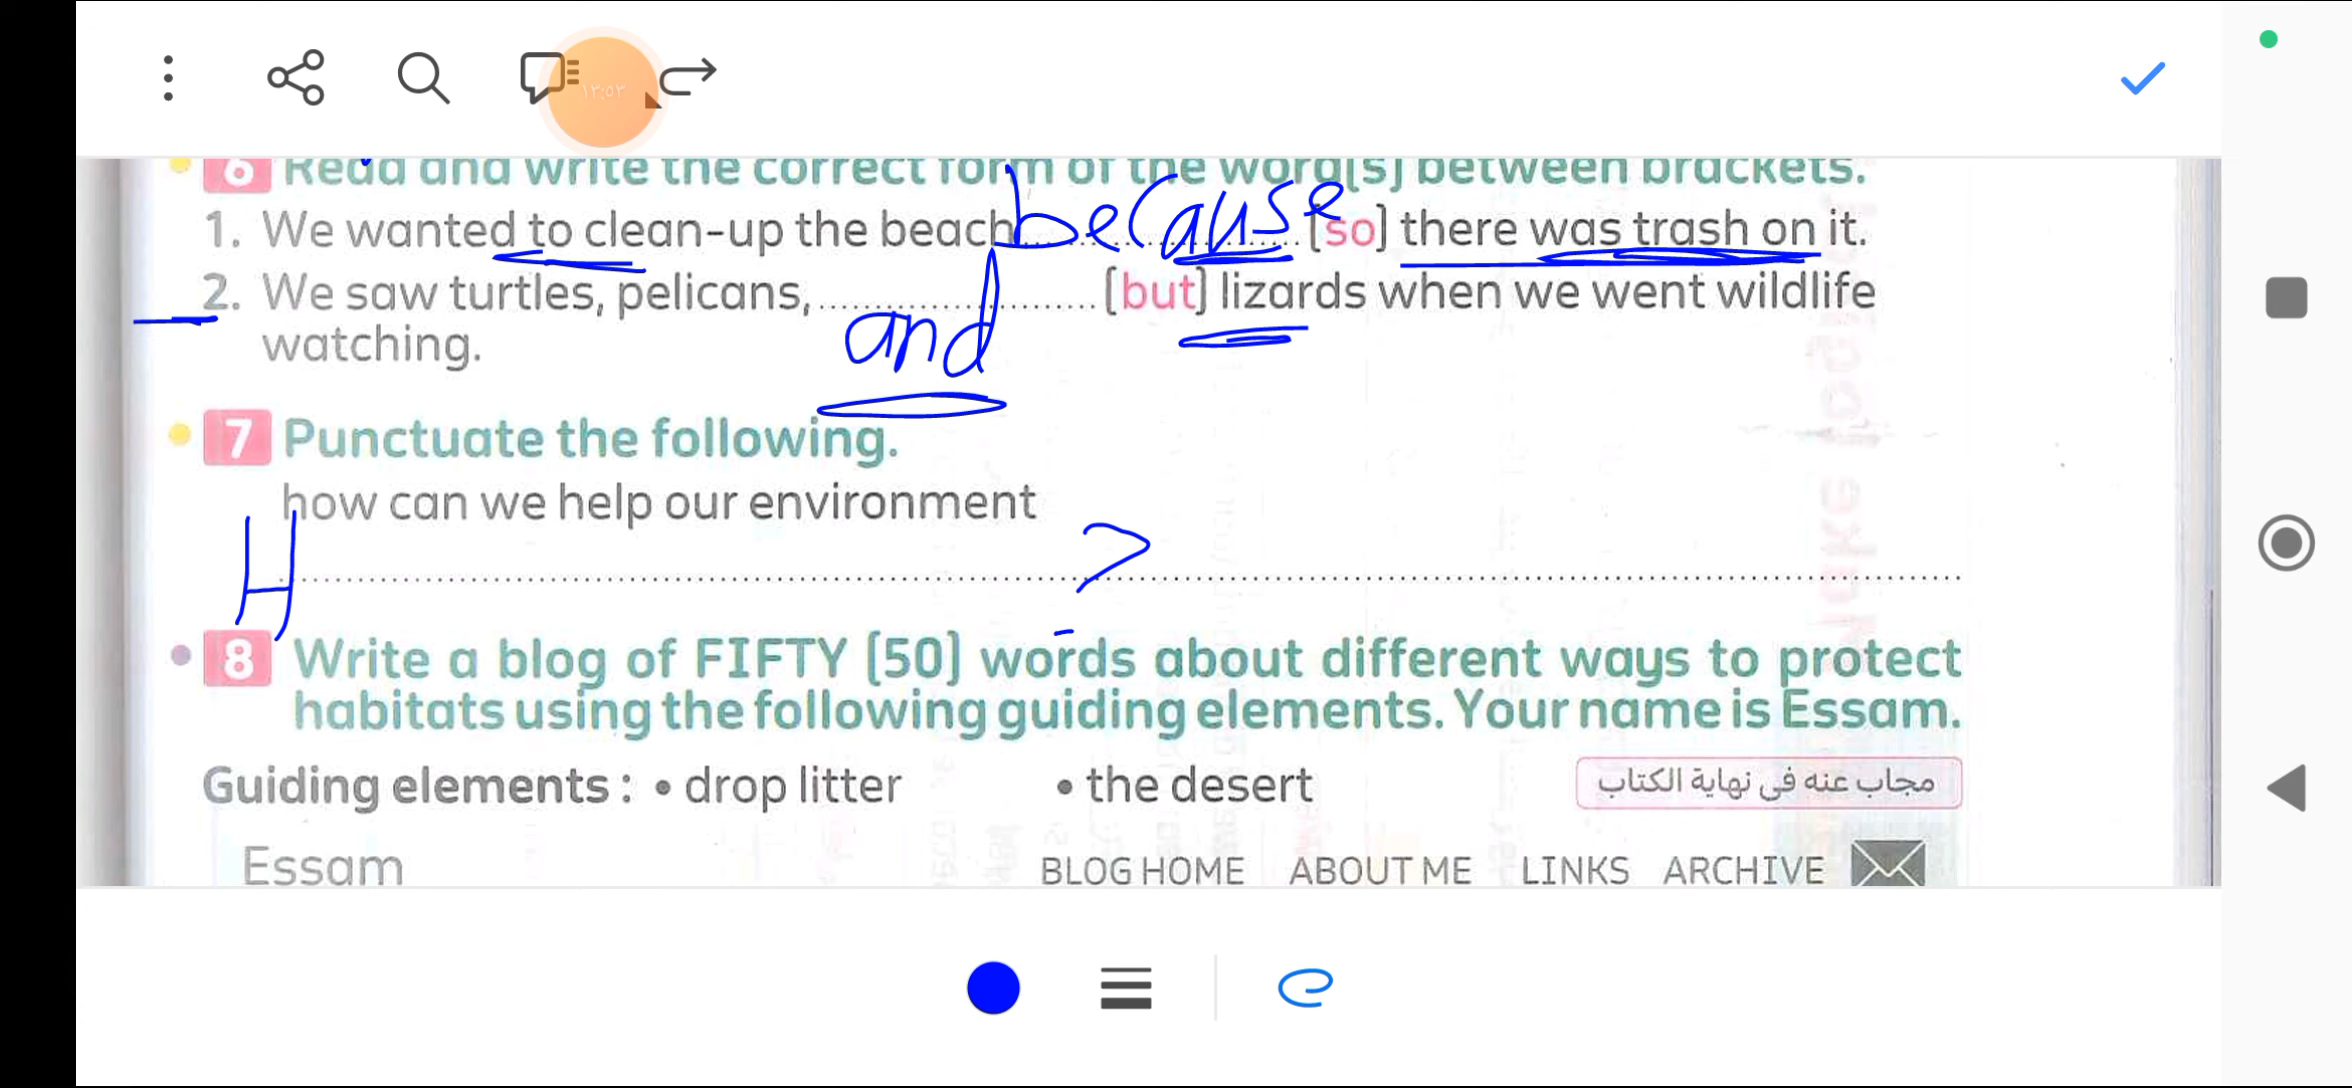 ١٣:٥٣
6 Read and write the correct form of the word(s) between brackets.
1. We wanted to clean-up the beach because [so] there was trash on it.
2. We saw turtles, pelicans, .................... [but] lizards when we went wildlife
and
watching.
7 Punctuate the following.
how can we help our environment
H ?
8 Write a blog of FIFTY (50) words about different ways to protect
habitats using the following guiding elements. Your name is Essam.
Guiding elements : • drop litter • the desert مجاب عنه فى نهاية الكتاب
Essam BLOG HOME ABOUT ME LINKS ARCHIVE